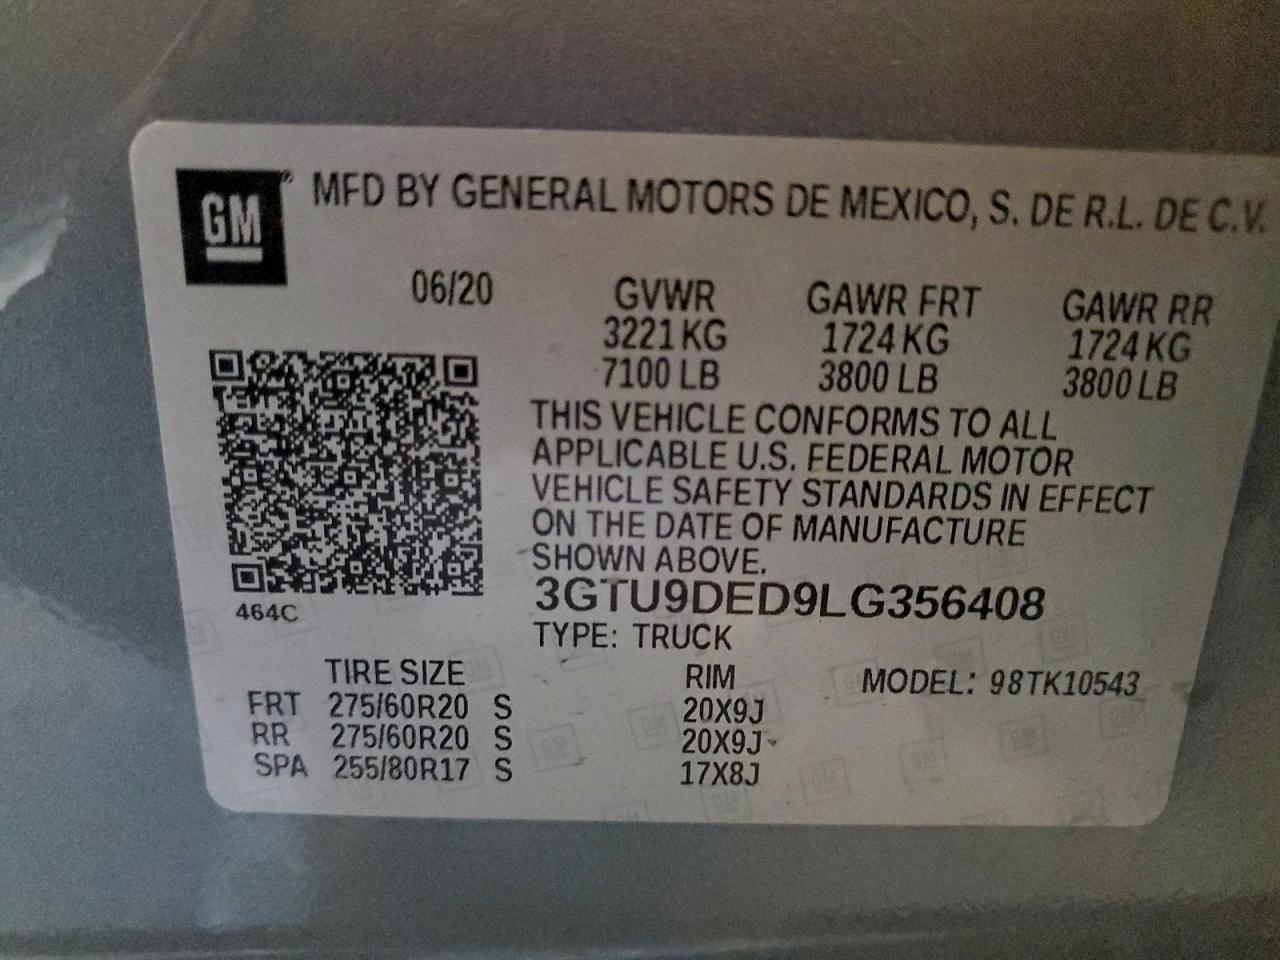 GM® MFD BY GENERAL MOTORS DE MEXICO, S. DE R.L. DE C.V.
06/20 GVWR GAWR FRT GAWR RR
3221 KG 1724 KG 1724 KG
7100 LB 3800 LB 3800 LB
THIS VEHICLE CONFORMS TO ALL
APPLICABLE U.S. FEDERAL MOTOR
VEHICLE SAFETY STANDARDS IN EFFECT
ON THE DATE OF MANUFACTURE
SHOWN ABOVE.
464C
3GTU9DED9LG356408
TYPE: TRUCK
TIRE SIZE RIM MODEL: 98TK10543
FRT 275/60R20 S 20X9J
RR 275/60R20 S 20X9J
SPA 255/80R17 S 17X8J